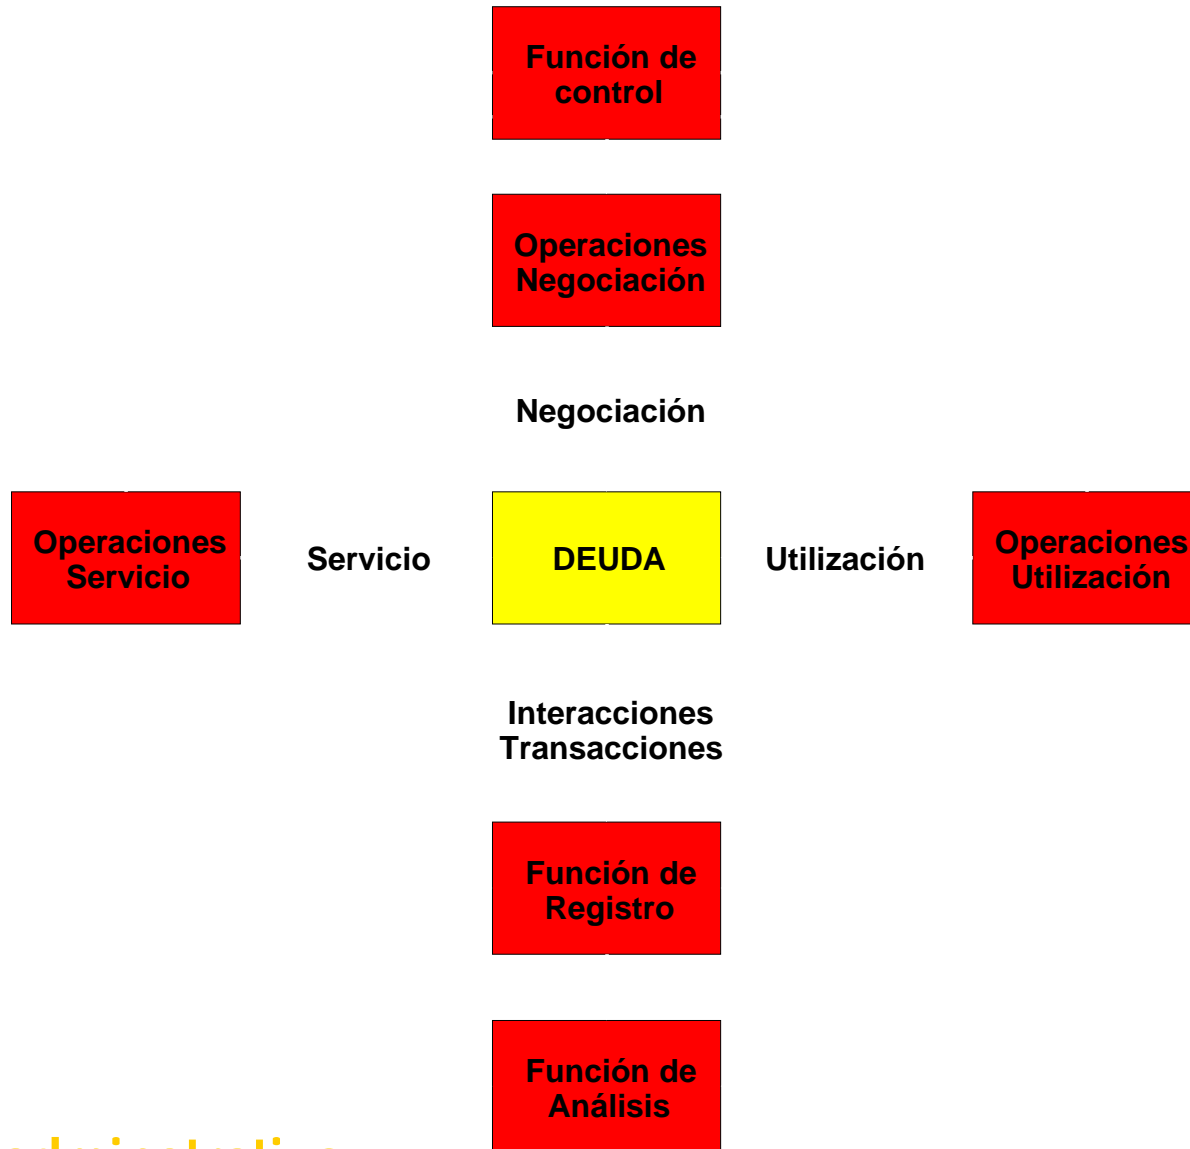 Función de
control
Operaciones
Negociación
Negociación
Operaciones
Servicio
Servicio
DEUDA
Utilización
Operaciones
Utilización
Interacciones
Transacciones
Función de
Registro
Función de
Análisis